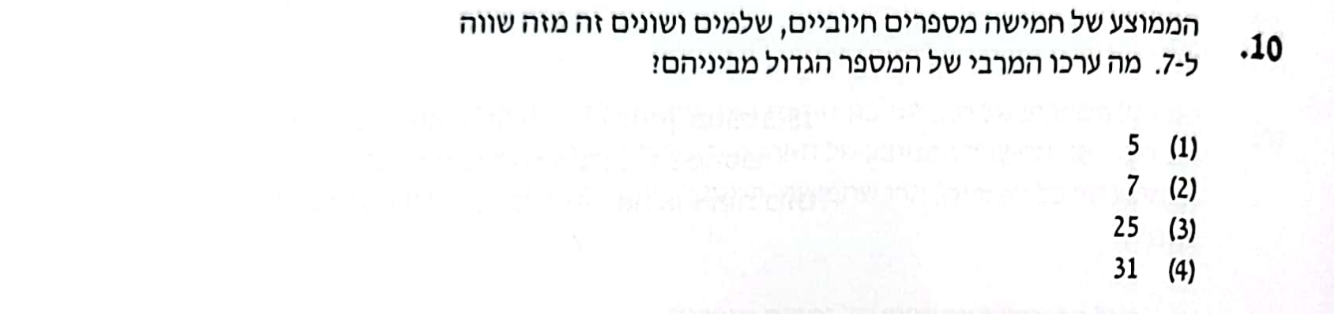 10. הממוצע של חמישה מספרים חיוביים, שלמים ושונים זה מזה שווה
ל-7. מה ערכו המרבי של המספר הגדול מביניהם?
(1) 5
(2) 7
(3) 25
(4) 31